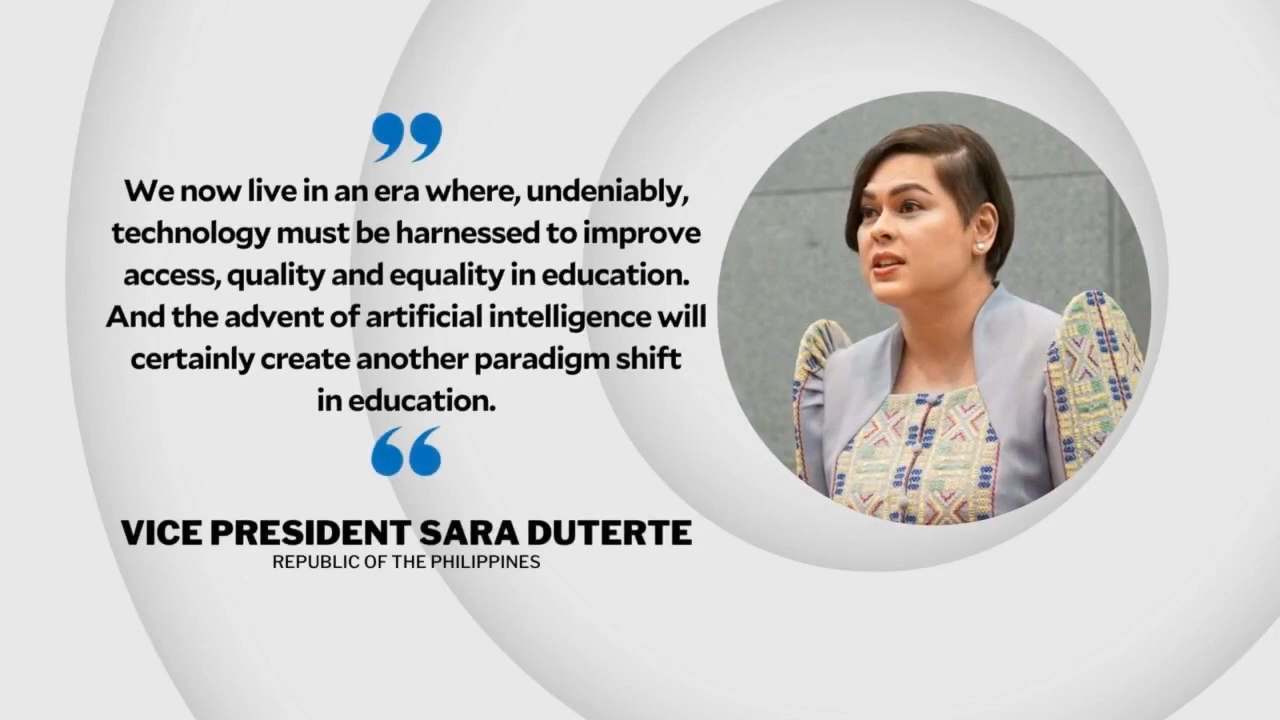 ”
We now live in an era where, undeniably,
technology must be harnessed to improve
access, quality and equality in education.
And the advent of artificial intelligence will
certainly create another paradigm shift
in education.
“
VICE PRESIDENT SARA DUTERTE
REPUBLIC OF THE PHILIPPINES